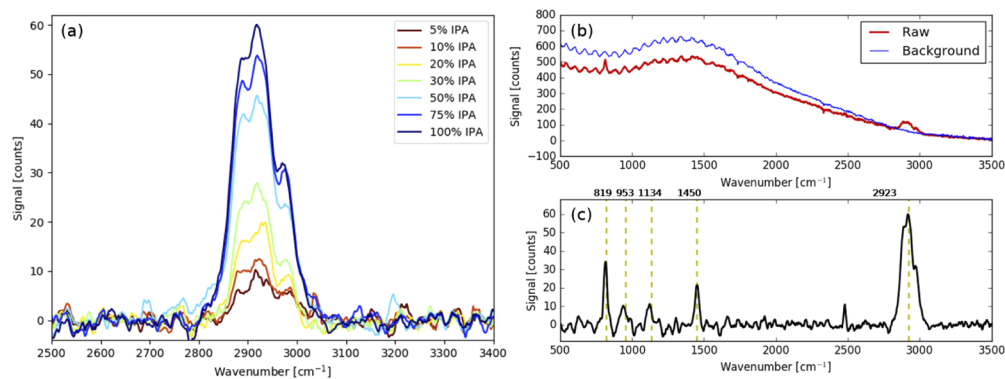 (a)
60
50
40
30
20
10
0
Signal [counts]
5% IPA
10% IPA
20% IPA
30% IPA
50% IPA
75% IPA
100% IPA
2500 2600 2700 2800 2900 3000 3100 3200 3300 3400
Wavenumber [cm⁻¹]
(b)
800
700
600
500
400
300
200
100
0
−100
Signal [counts]
Raw
Background
500 1000 1500 2000 2500 3000 3500
Wavenumber [cm⁻¹]
819 953 1134 1450 2923
(c)
60
50
40
30
20
10
0
Signal [counts]
500 1000 1500 2000 2500 3000 3500
Wavenumber [cm⁻¹]